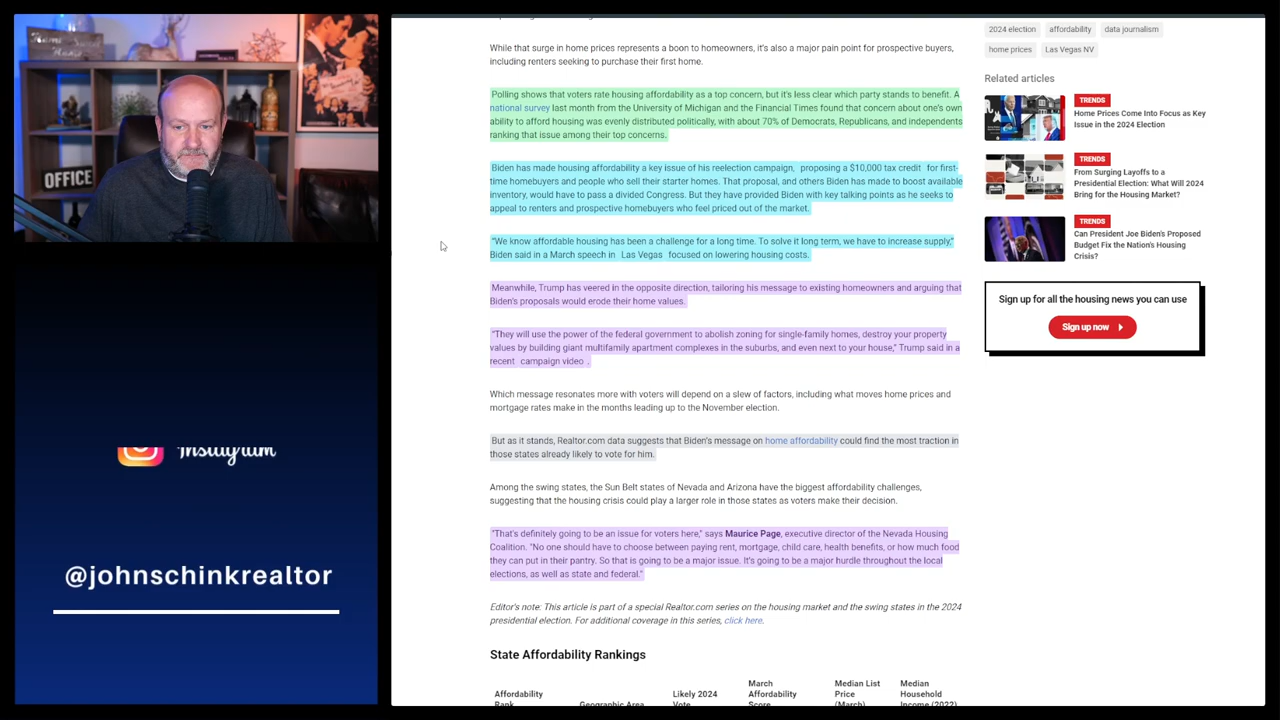 OFFICE
Instagram
@johnschinkrealtor
While that surge in home prices represents a boon to homeowners, it's also a major pain point for prospective buyers,
including renters seeking to purchase their first home.
Polling shows that voters rate housing affordability as a top concern, but it's less clear which party stands to benefit. A
national survey last month from the University of Michigan and the Financial Times found that concern about one's own
ability to afford housing was evenly distributed politically, with about 70% of Democrats, Republicans, and independents
ranking that issue among their top concerns.
Biden has made housing affordability a key issue of his reelection campaign, proposing a $10,000 tax credit for first-
time homebuyers and people who sell their starter homes. That proposal, and others Biden has made to boost available
inventory, would have to pass a divided Congress. But they have provided Biden with key talking points as he seeks to
appeal to renters and prospective homebuyers who feel priced out of the market.
"We know affordable housing has been a challenge for a long time. To solve it long term, we have to increase supply,"
Biden said in a March speech in Las Vegas focused on lowering housing costs.
Meanwhile, Trump has veered in the opposite direction, tailoring his message to existing homeowners and arguing that
Biden's proposals would erode their home values.
"They will use the power of the federal government to abolish zoning for single-family homes, destroy your property
values by building giant multifamily apartment complexes in the suburbs, and even next to your house," Trump said in a
recent campaign video .
Which message resonates more with voters will depend on a slew of factors, including what moves home prices and
mortgage rates make in the months leading up to the November election.
But as it stands, Realtor.com data suggests that Biden's message on home affordability could find the most traction in
those states already likely to vote for him.
Among the swing states, the Sun Belt states of Nevada and Arizona have the biggest affordability challenges,
suggesting that the housing crisis could play a larger role in those states as voters make their decision.
"That's definitely going to be an issue for voters here," says Maurice Page, executive director of the Nevada Housing
Coalition. "No one should have to choose between paying rent, mortgage, child care, health benefits, or how much food
they can put in their pantry. So that is going to be a major issue. It's going to be a major hurdle throughout the local
elections, as well as state and federal."
Editor's note: This article is part of a special Realtor.com series on the housing market and the swing states in the 2024
presidential election. For additional coverage in this series, click here.
State Affordability Rankings
Affordability
Rank
Geographic Area
Likely 2024
Vote
March
Affordability
Score
Median List
Price
(March)
Median
Household
Income (2022)
2024 election affordability data journalism
home prices Las Vegas NV
Related articles
TRENDS
Home Prices Come Into Focus as Key
Issue in the 2024 Election
TRENDS
From Surging Layoffs to a
Presidential Election: What Will 2024
Bring for the Housing Market?
TRENDS
Can President Joe Biden's Proposed
Budget Fix the Nation's Housing
Crisis?
Sign up for all the housing news you can use
Sign up now